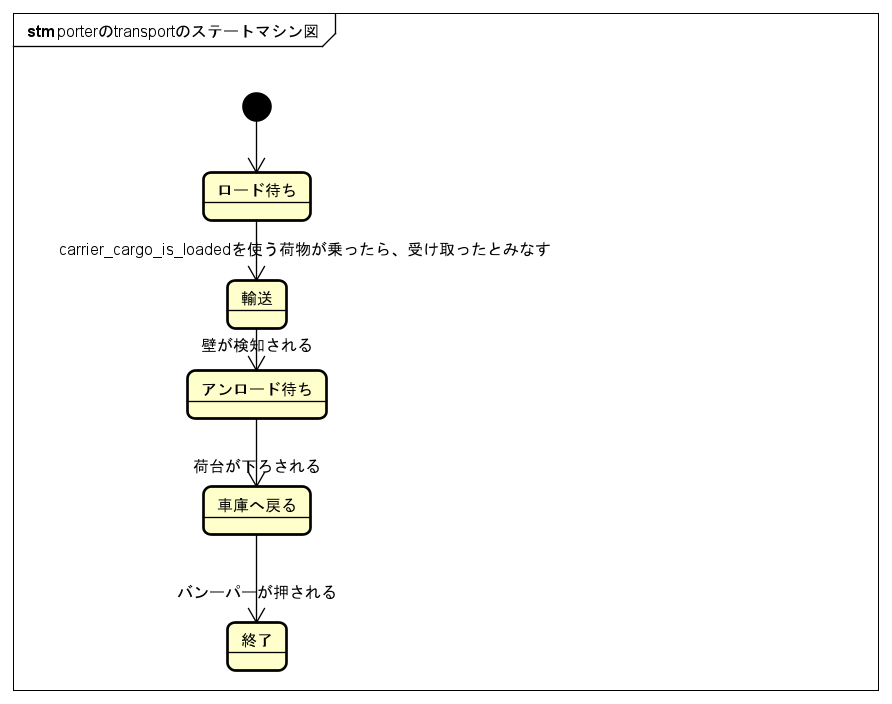 stm porterのtransportのステートマシン図
ロード待ち
carrier_cargo_is_loadedを使う荷物が乗ったら、受け取ったとみなす
輸送
壁が検知される
アンロード待ち
荷台が下ろされる
車庫へ戻る
バンーパーが押される
終了